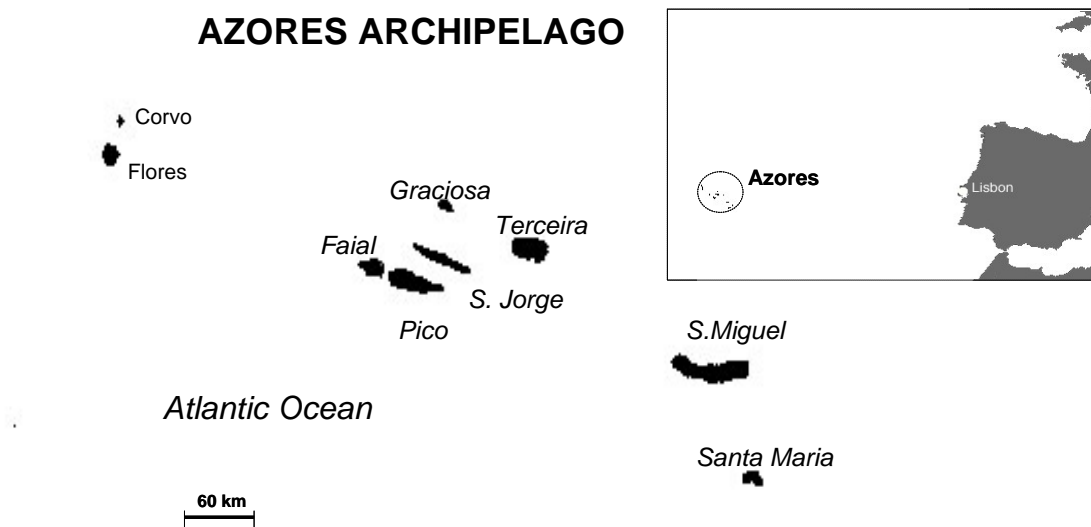 AZORES ARCHIPELAGO
Corvo
Flores
Graciosa
Terceira
Faial
S. Jorge
Pico
Azores
Lisbon
S.Miguel
Atlantic Ocean
Santa Maria
60 km